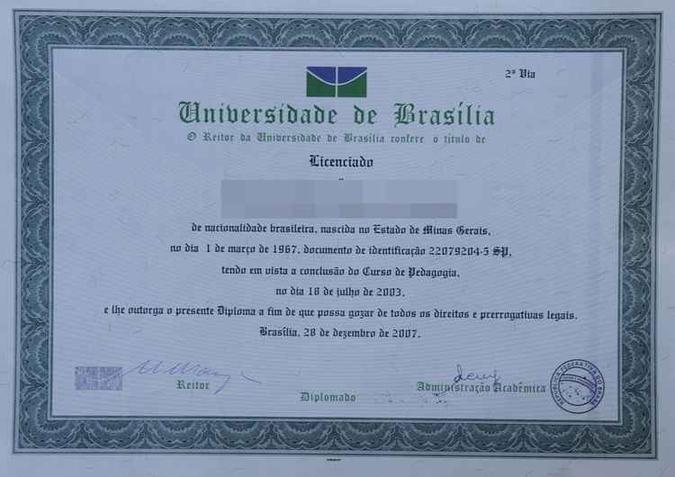 2ª Via
Universidade de Brasília
O Reitor da Universidade de Brasília confere o título de
Licenciado
de nacionalidade brasileira, nascida no Estado de Minas Gerais,
no dia 1 de março de 1967, documento de identificação 22079204-5 SP,
tendo em vista a conclusão do Curso de Pedagogia,
no dia 18 de julho de 2003,
e lhe outorga o presente Diploma a fim de que possa gozar de todos os direitos e prerrogativas legais.
Brasília, 28 de dezembro de 2007.
Reitor
Administração Acadêmica
Diplomado
REPÚBLICA FEDERATIVA DO BRASIL